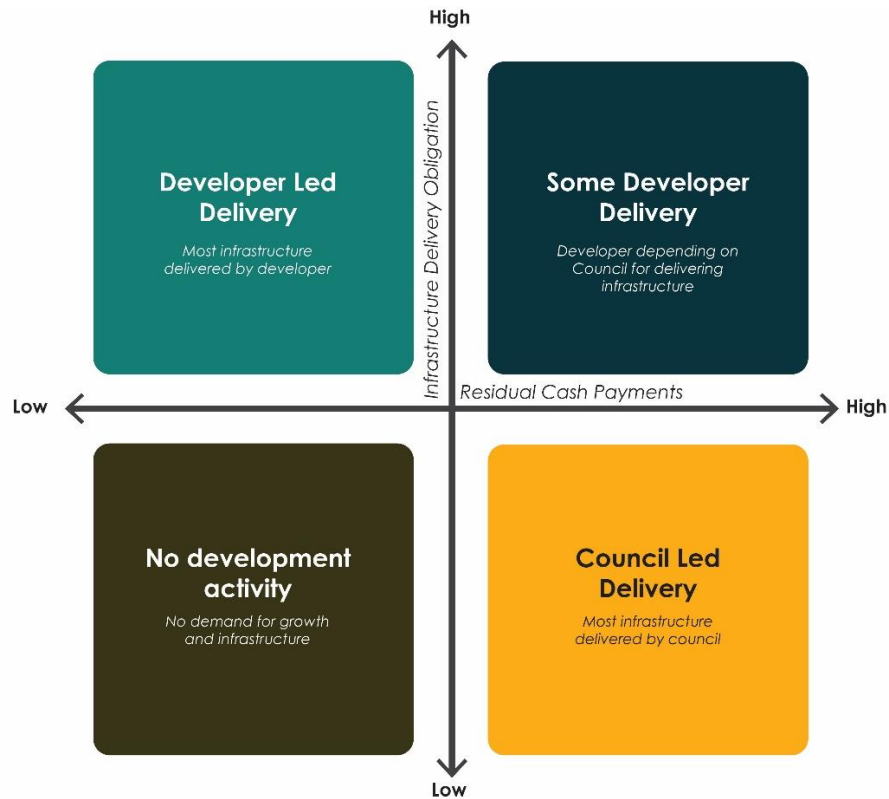 High
Infrastructure Delivery Obligation
Developer Led
Delivery
Most infrastructure
delivered by developer
Some Developer
Delivery
Developer depending on
Council for delivering
infrastructure
Low
Residual Cash Payments
High
No development
activity
No demand for growth
and infrastructure
Council Led
Delivery
Most infrastructure
delivered by council
Low